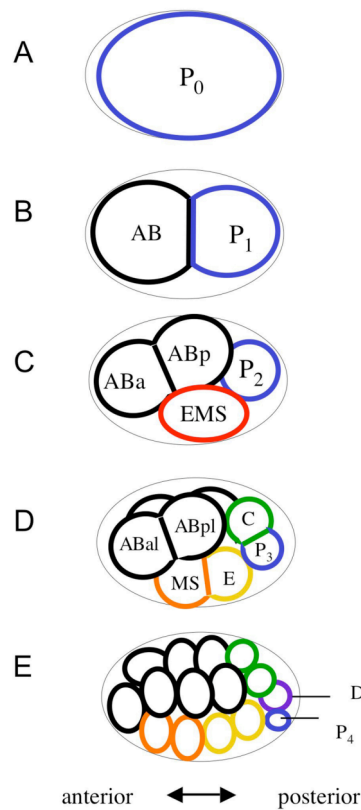 A
P0
B
AB P1
C
ABa ABp P2
EMS
D
ABal ABpl C
P3
MS E
E
D
P4
anterior posterior